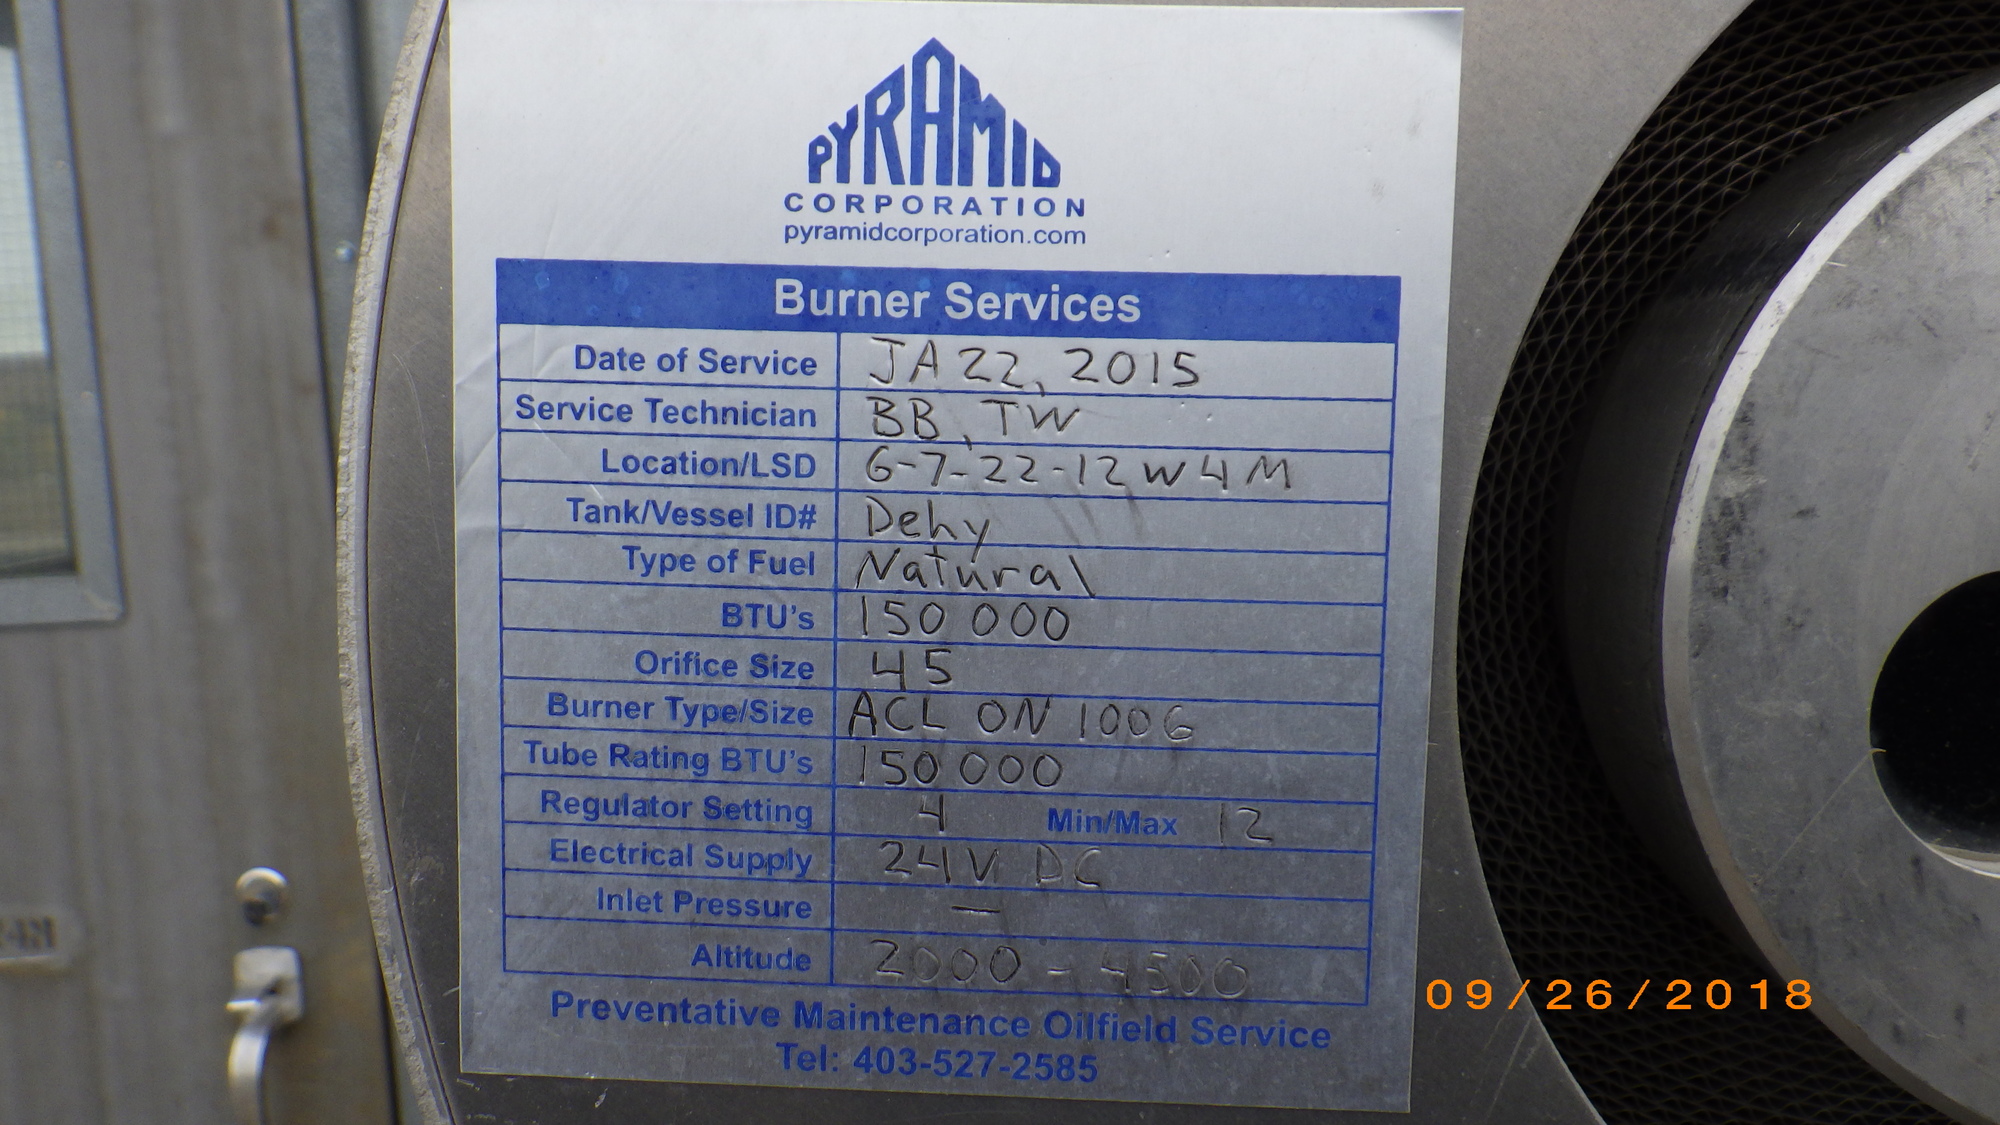 PYRAMID
CORPORATION
pyramidcorporation.com
Burner Services
Date of Service JA 22, 2015
Service Technician BB, TW
Location/LSD 6-7-22-12W4M
Tank/Vessel ID# Dehy
Type of Fuel Natural
BTU's 150 000
Orifice Size 45
Burner Type/Size ACL ON 100G
Tube Rating BTU's 150 000
Regulator Setting 4 Min/Max 12
Electrical Supply 24V DC
Inlet Pressure —
Altitude 2000 - 4500
Preventative Maintenance Oilfield Service
Tel: 403-527-2585
09/26/2018